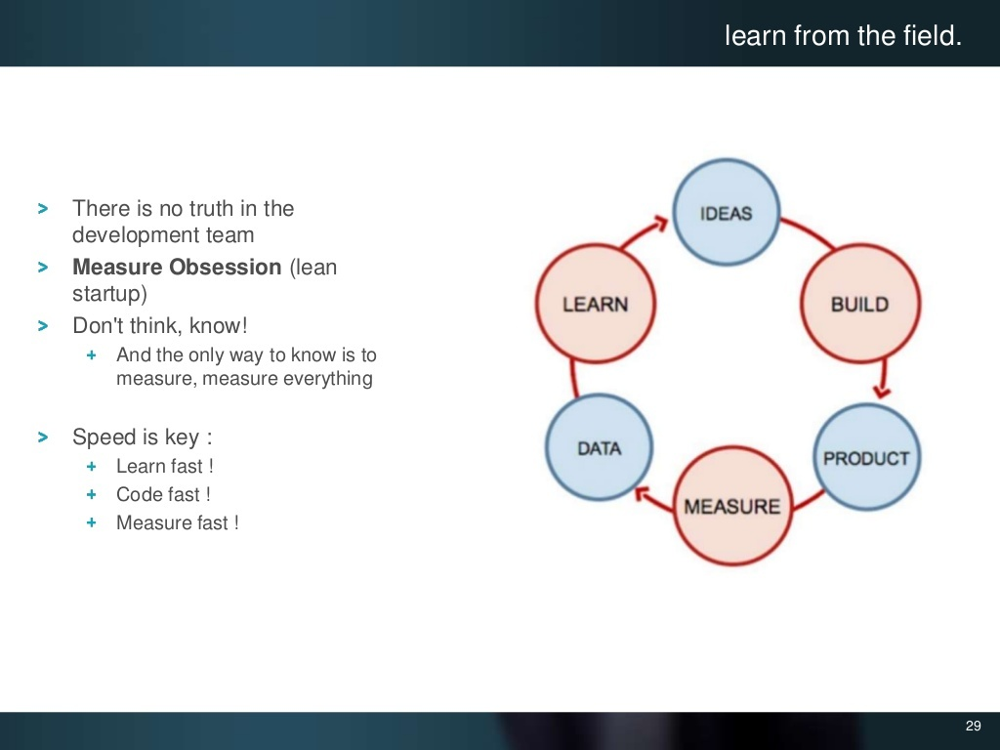 learn from the field.
> There is no truth in the
development team
> Measure Obsession (lean
startup)
> Don't think, know!
+ And the only way to know is to
measure, measure everything
> Speed is key :
+ Learn fast !
+ Code fast !
+ Measure fast !
IDEAS
LEARN
BUILD
DATA
PRODUCT
MEASURE
29